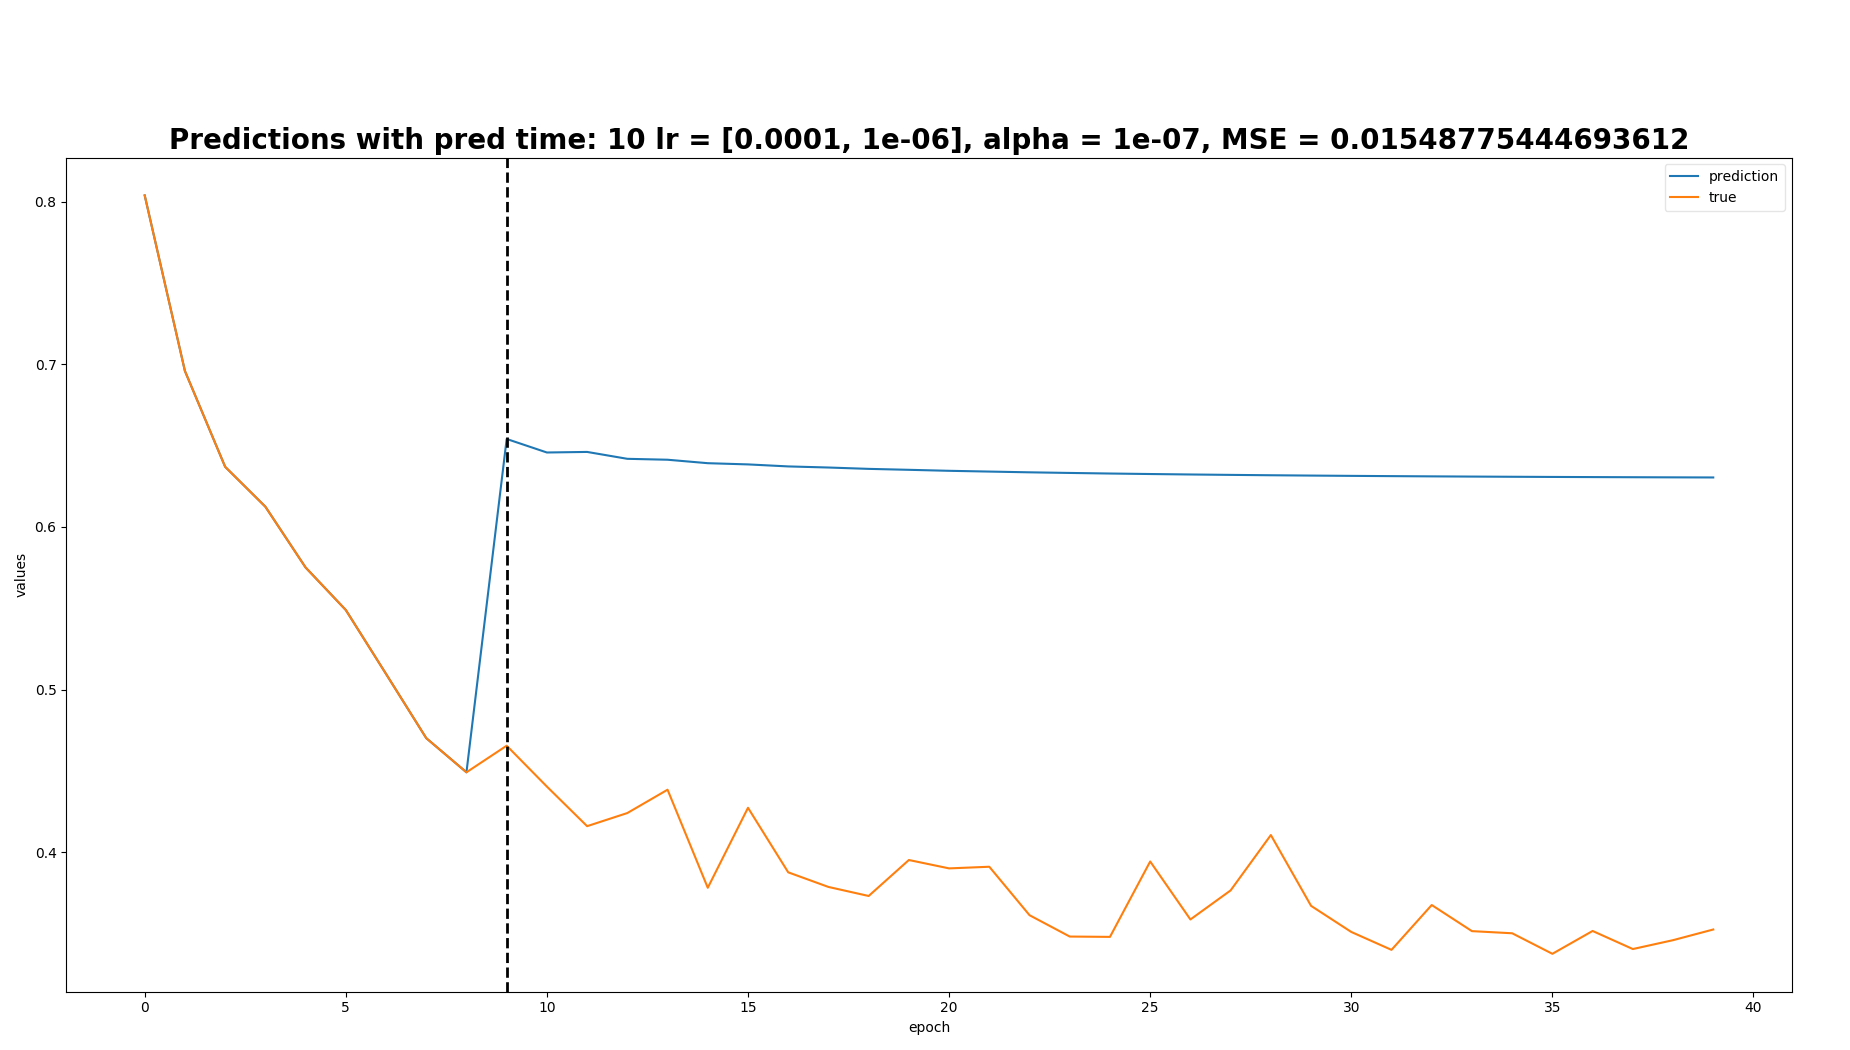 Predictions with pred time: 10 lr = [0.0001, 1e-06], alpha = 1e-07, MSE = 0.01548775444693612
prediction
true
0.8
0.7
0.6
0.5
0.4
values
0 5 10 15 20 25 30 35 40
epoch